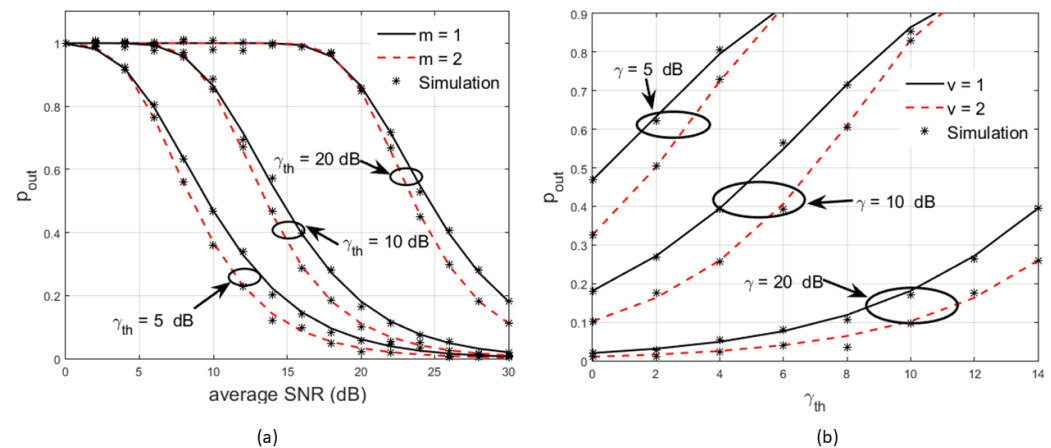 (a)
1
0.8
0.6
0.4
0.2
0
p_out
0 5 10 15 20 25 30
average SNR (dB)
m = 1
m = 2
Simulation
γ_th = 20 dB
γ_th = 10 dB
γ_th = 5 dB
(a)
(b)
0.9
0.8
0.7
0.6
0.5
0.4
0.3
0.2
0.1
0
p_out
0 2 4 6 8 10 12 14
γ_th
γ = 5 dB
v = 1
v = 2
Simulation
γ = 10 dB
γ = 20 dB
(b)